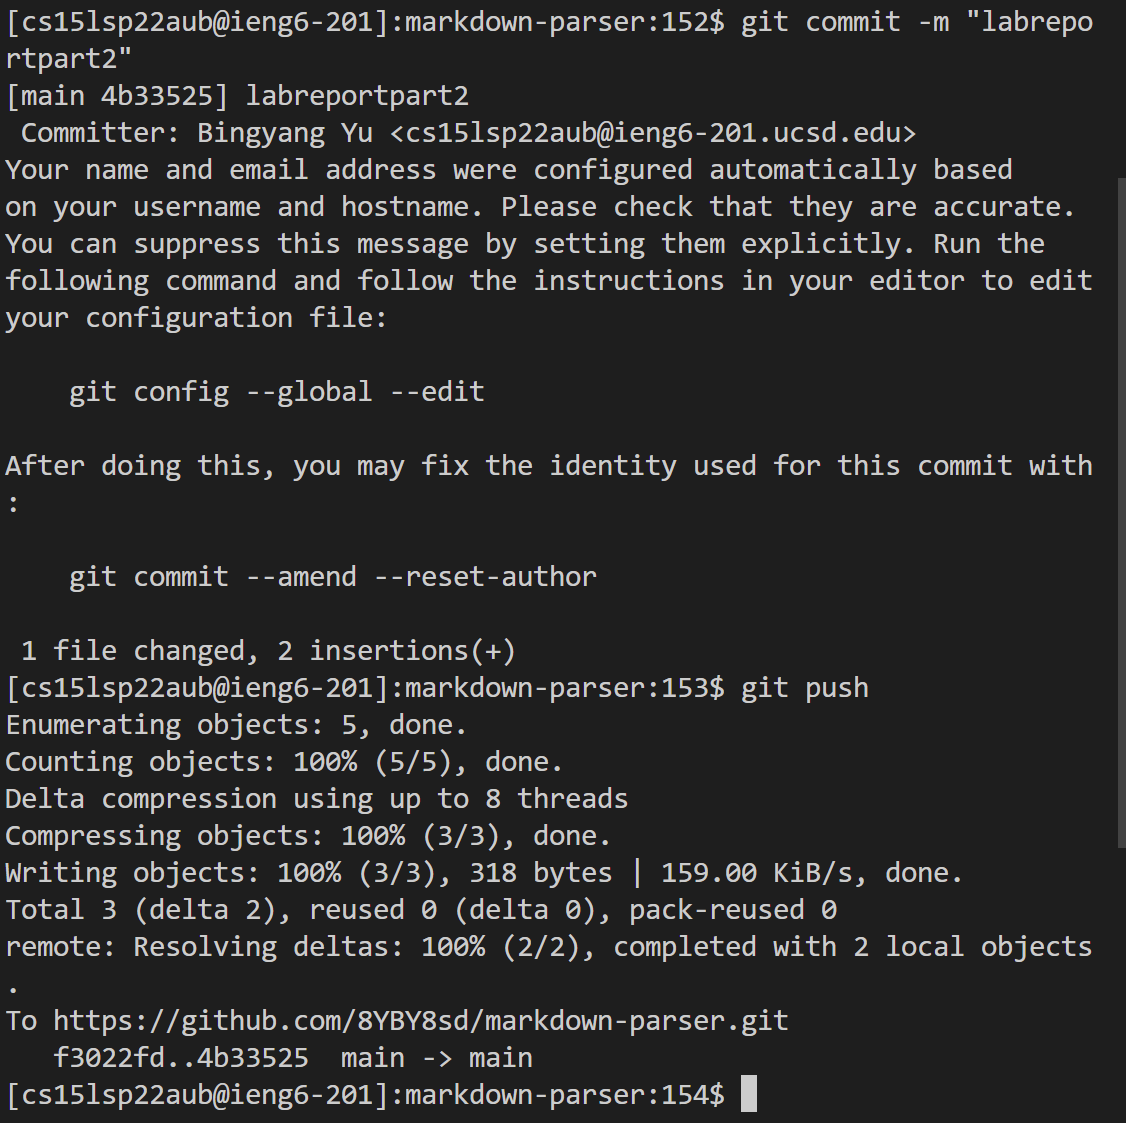 [cs15lsp22aub@ieng6-201]:markdown-parser:152$ git commit -m "labrepo
rtpart2"
[main 4b33525] labreportpart2
 Committer: Bingyang Yu <cs15lsp22aub@ieng6-201.ucsd.edu>
Your name and email address were configured automatically based
on your username and hostname. Please check that they are accurate.
You can suppress this message by setting them explicitly. Run the
following command and follow the instructions in your editor to edit
your configuration file:

    git config --global --edit

After doing this, you may fix the identity used for this commit with
:

    git commit --amend --reset-author

 1 file changed, 2 insertions(+)
[cs15lsp22aub@ieng6-201]:markdown-parser:153$ git push
Enumerating objects: 5, done.
Counting objects: 100% (5/5), done.
Delta compression using up to 8 threads
Compressing objects: 100% (3/3), done.
Writing objects: 100% (3/3), 318 bytes | 159.00 KiB/s, done.
Total 3 (delta 2), reused 0 (delta 0), pack-reused 0
remote: Resolving deltas: 100% (2/2), completed with 2 local objects
.
To https://github.com/8YBY8sd/markdown-parser.git
   f3022fd..4b33525  main -> main
[cs15lsp22aub@ieng6-201]:markdown-parser:154$